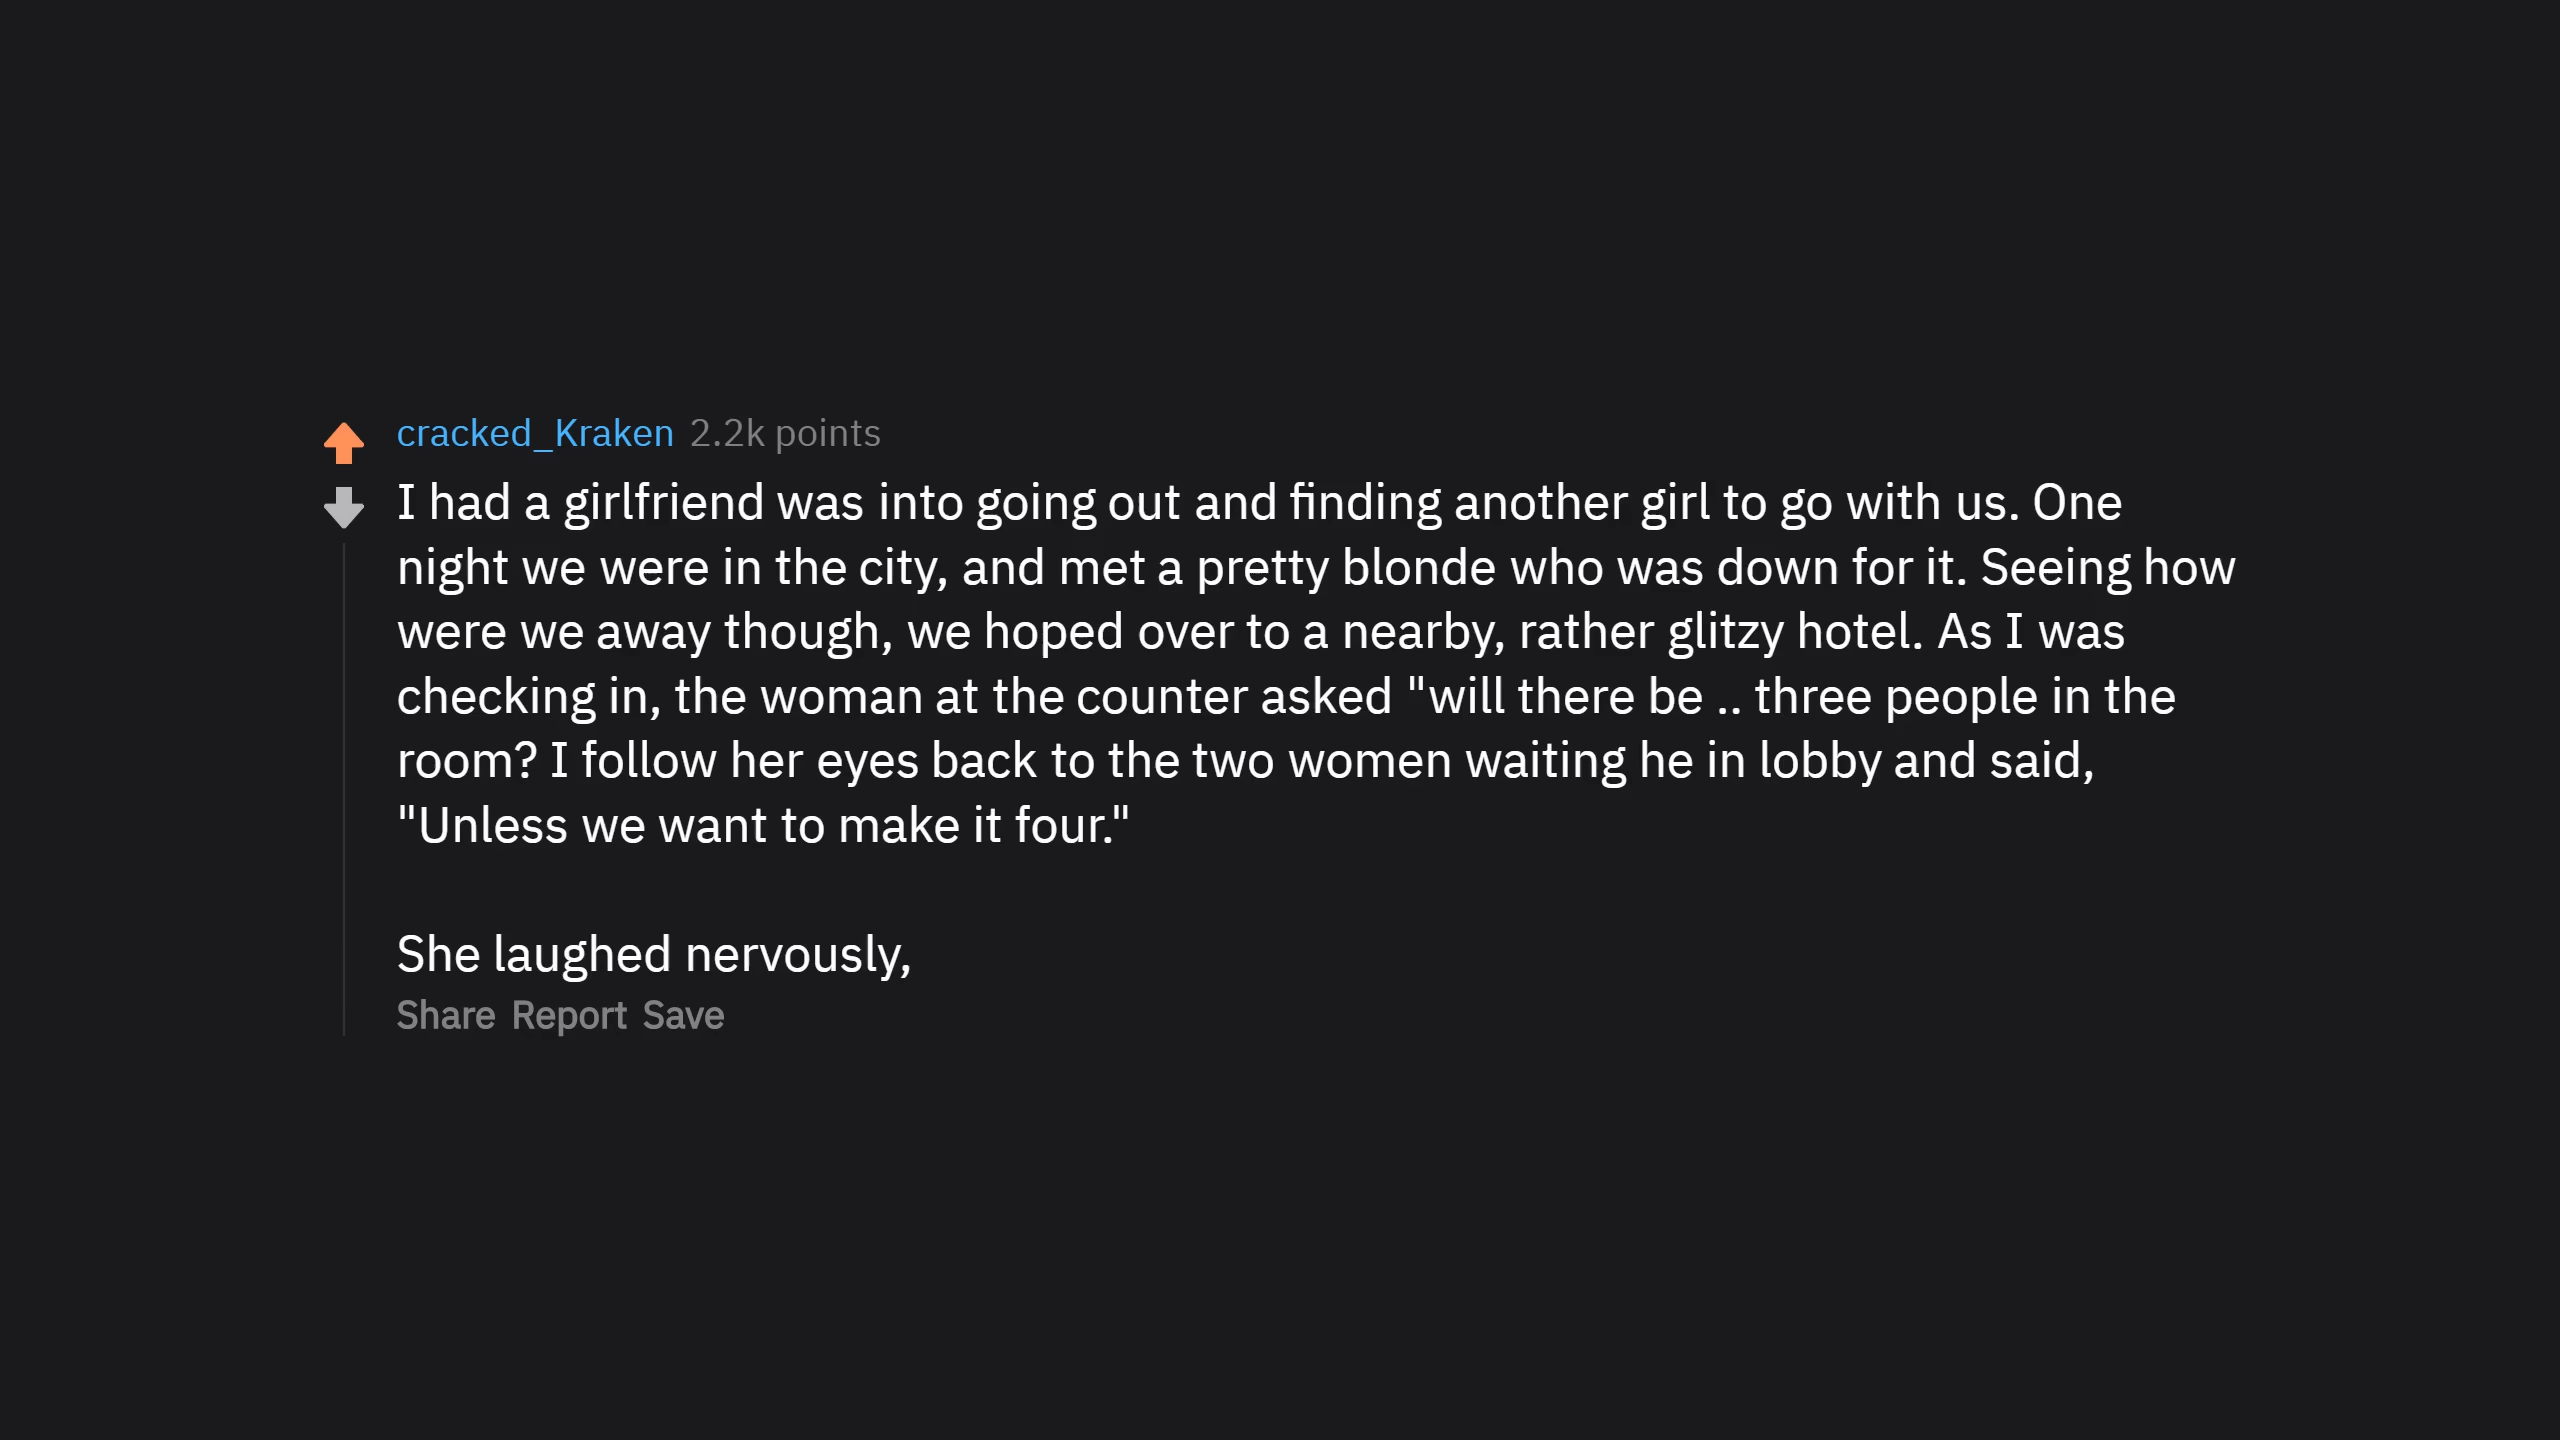 cracked_Kraken 2.2k points
I had a girlfriend was into going out and finding another girl to go with us. One
night we were in the city, and met a pretty blonde who was down for it. Seeing how
were we away though, we hoped over to a nearby, rather glitzy hotel. As I was
checking in, the woman at the counter asked "will there be .. three people in the
room? I follow her eyes back to the two women waiting he in lobby and said,
"Unless we want to make it four."
She laughed nervously,
Share Report Save